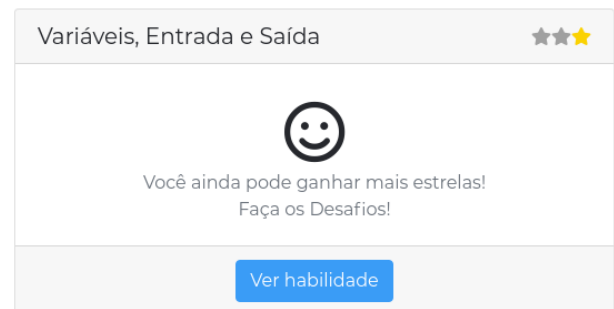 Variáveis, Entrada e Saída
Você ainda pode ganhar mais estrelas!
Faça os Desafios!
Ver habilidade